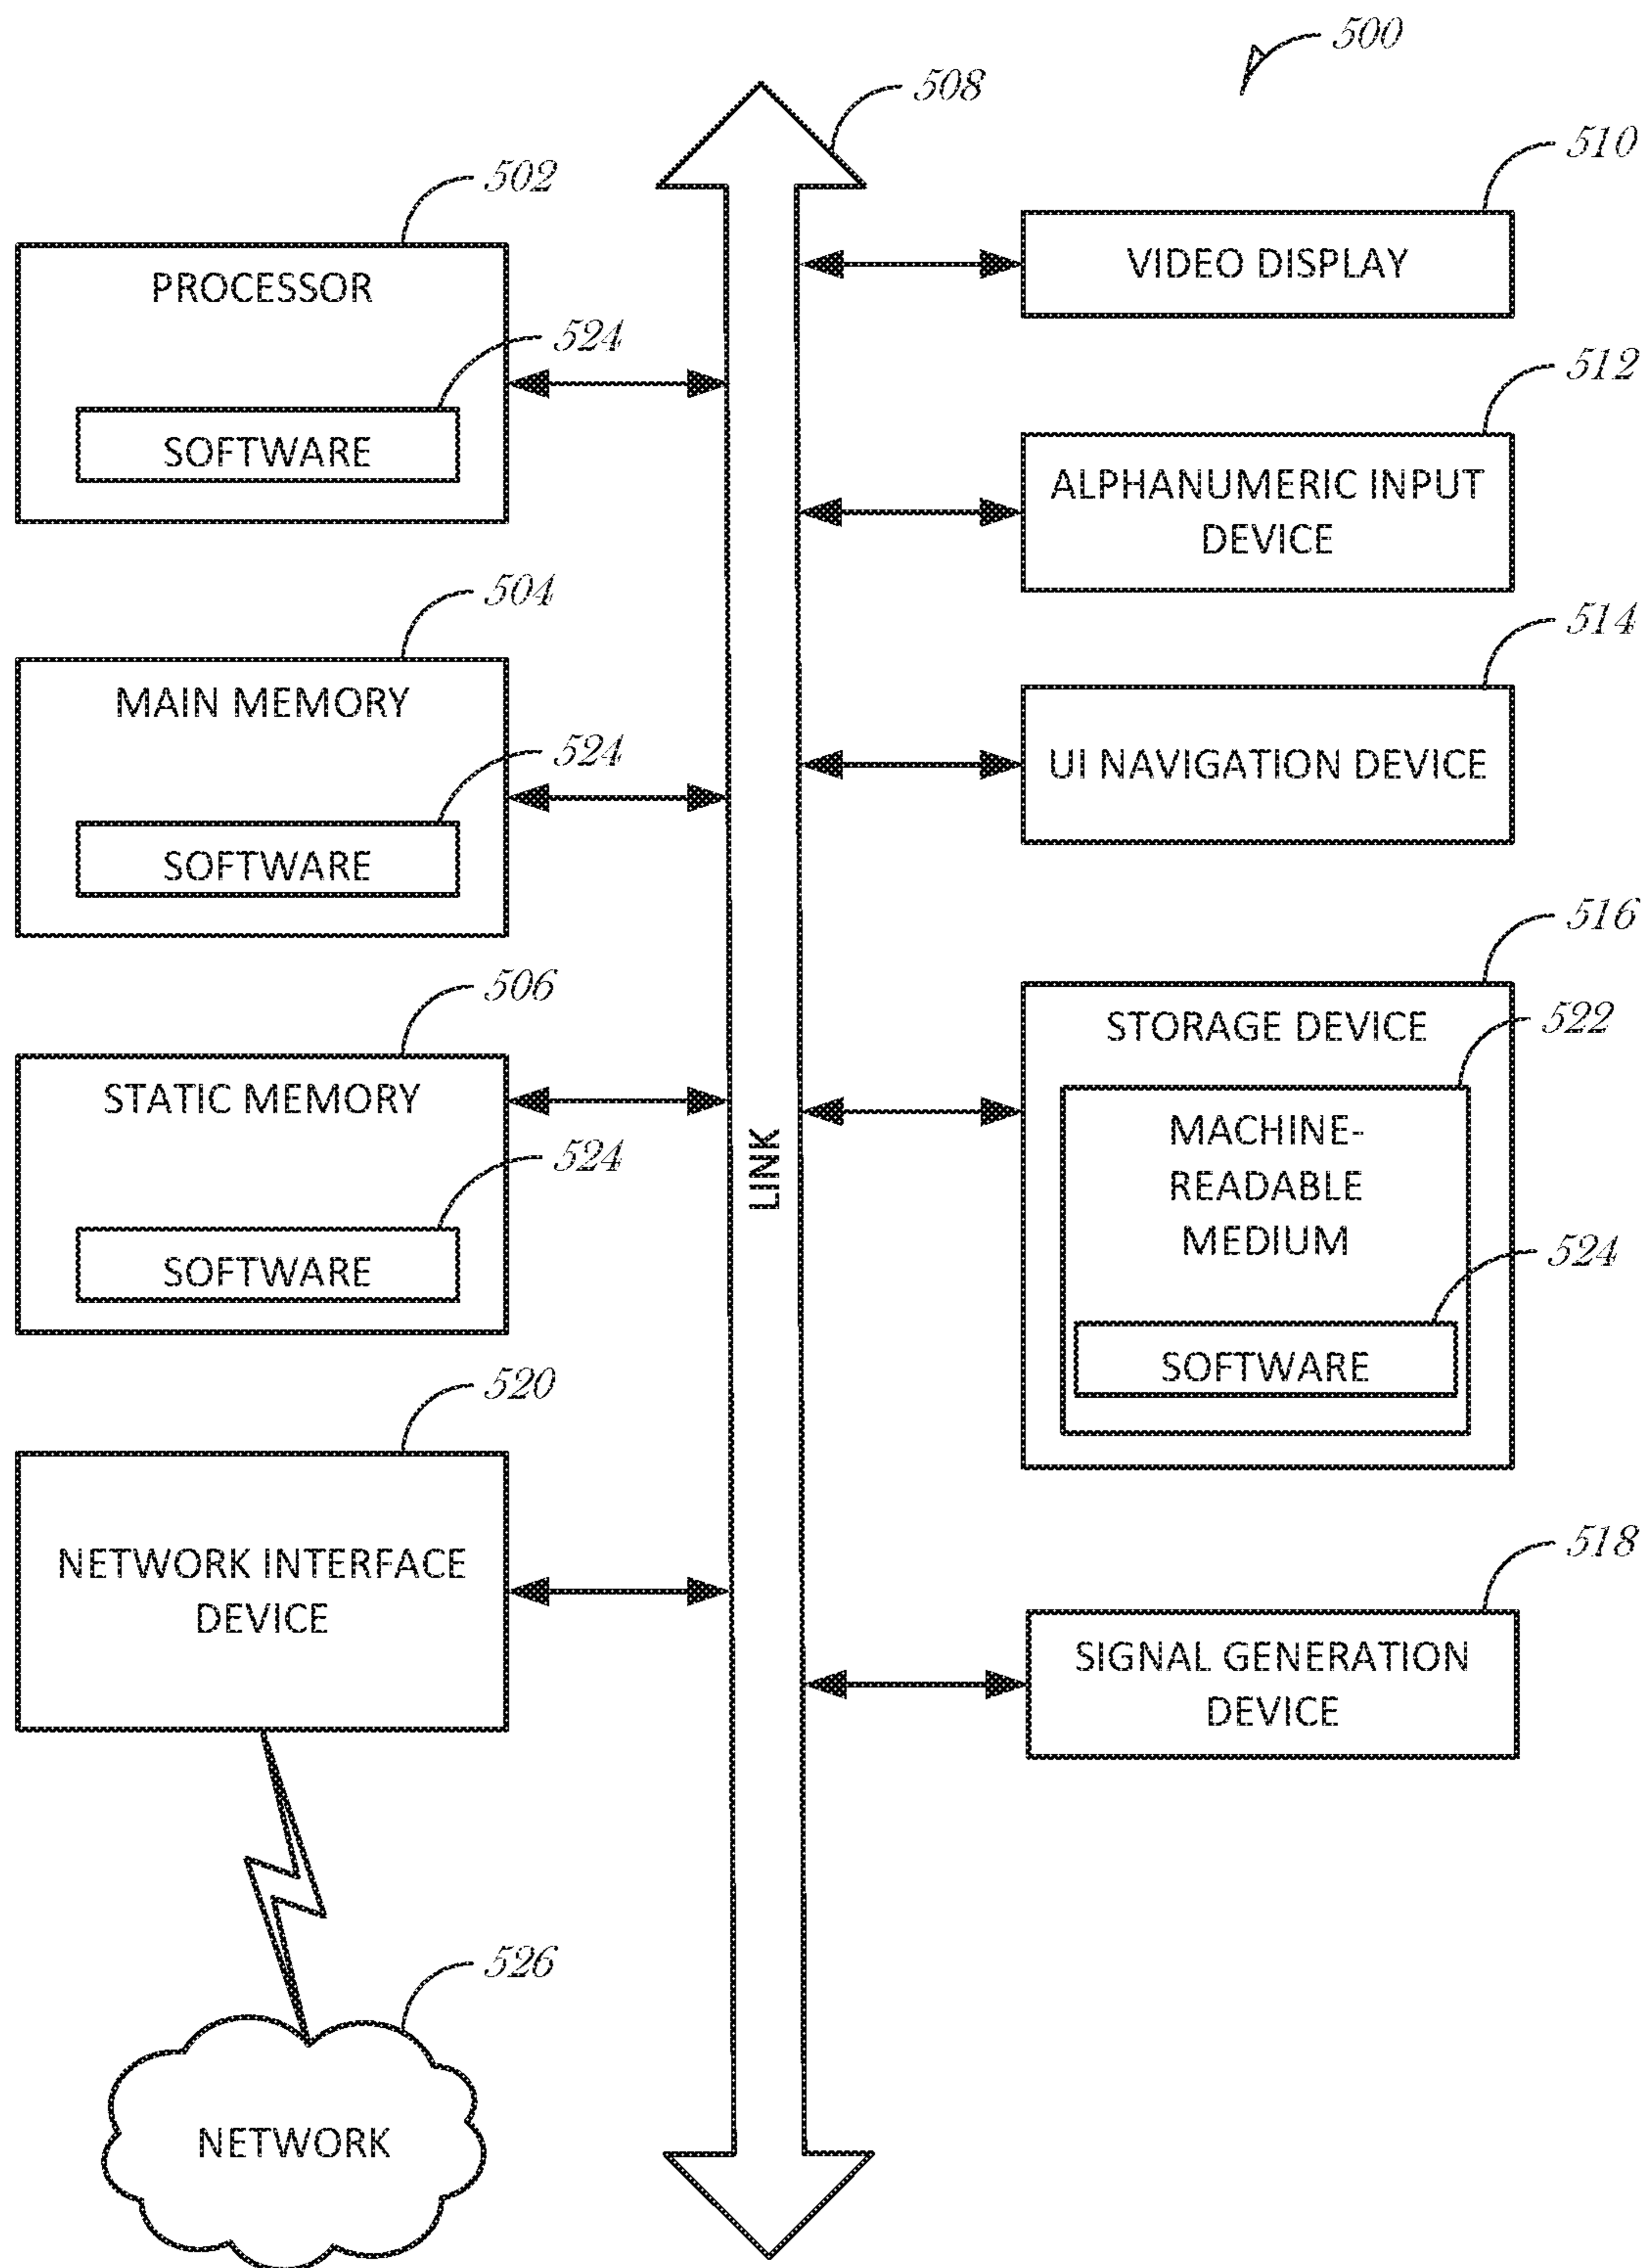 500
508
510
VIDEO DISPLAY
502
PROCESSOR
524
SOFTWARE
512
ALPHANUMERIC INPUT
DEVICE
504
MAIN MEMORY
524
SOFTWARE
514
UI NAVIGATION DEVICE
506
STATIC MEMORY
524
SOFTWARE
LINK
516
STORAGE DEVICE
522
MACHINE-
READABLE
MEDIUM
524
SOFTWARE
520
NETWORK INTERFACE
DEVICE
518
SIGNAL GENERATION
DEVICE
526
NETWORK